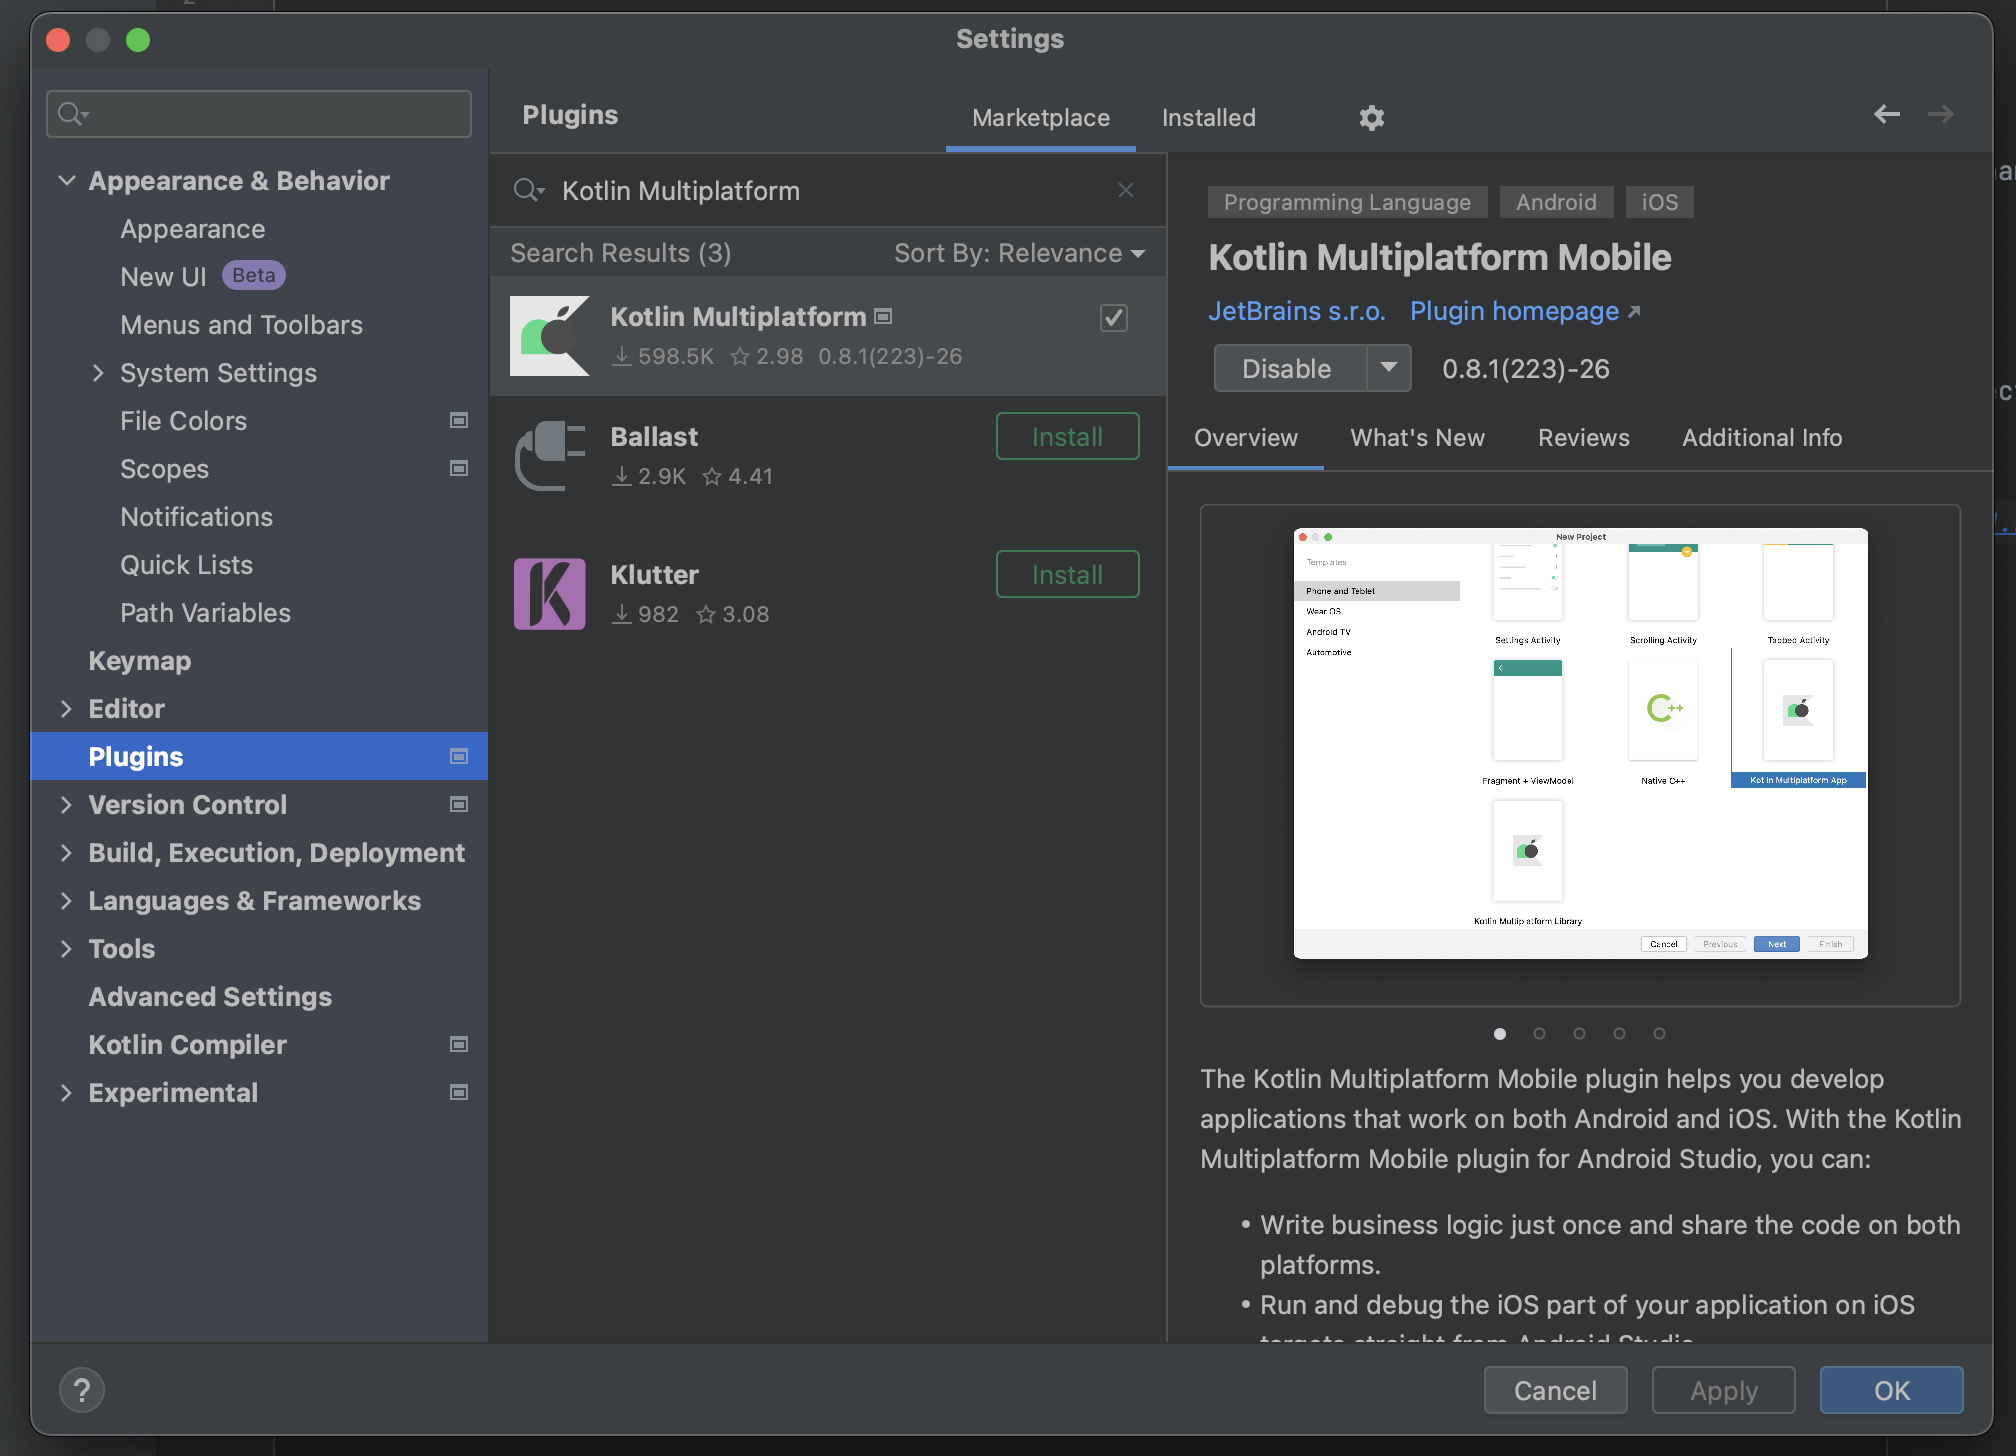 Settings
Appearance & Behavior
Appearance
New UI Beta
Menus and Toolbars
System Settings
File Colors
Scopes
Notifications
Quick Lists
Path Variables
Keymap
Editor
Plugins
Version Control
Build, Execution, Deployment
Languages & Frameworks
Tools
Advanced Settings
Kotlin Compiler
Experimental
?
Plugins
Marketplace
Installed
Kotlin Multiplatform
Search Results (3)
Sort By: Relevance
Kotlin Multiplatform
598.5K 2.98 0.8.1(223)-26
Ballast
2.9K 4.41
Install
Klutter
982 3.08
Install
Programming Language
Android
iOS
Kotlin Multiplatform Mobile
JetBrains s.r.o. Plugin homepage
Disable
0.8.1(223)-26
Overview
What's New
Reviews
Additional Info
New Project
Templates
Phone and Tablet
Wear OS
Android TV
Automotive
Settings Activity
Scrolling Activity
Tabbed Activity
C++
Fragment + ViewModel
Native C++
Kotlin Multiplatform App
Kotlin Multiplatform Library
Cancel
Previous
Next
Finish
The Kotlin Multiplatform Mobile plugin helps you develop
applications that work on both Android and iOS. With the Kotlin
Multiplatform Mobile plugin for Android Studio, you can:
• Write business logic just once and share the code on both
platforms.
• Run and debug the iOS part of your application on iOS
targets straight from Android Studio
Cancel
Apply
OK